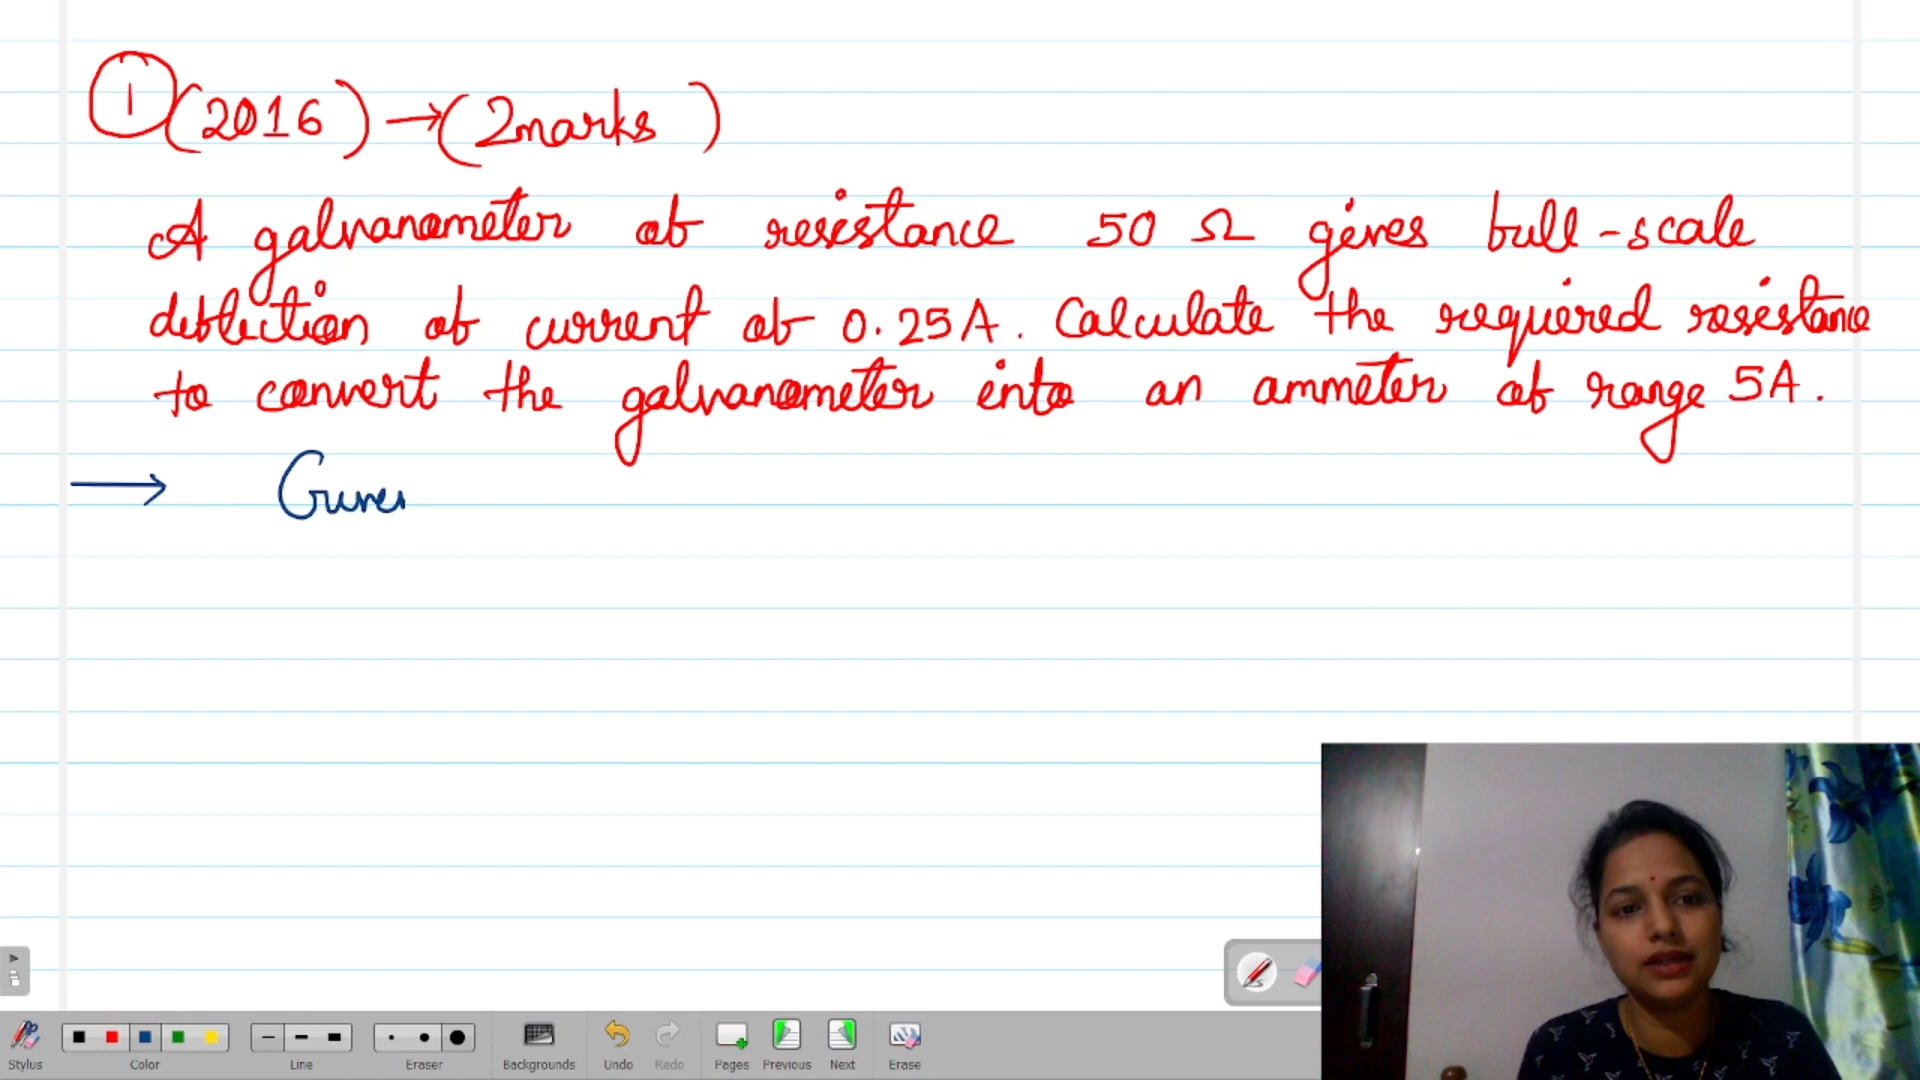 1 (2016) → (2marks)
A galvanometer of resistance 50 Ω gives full-scale
deflection of current of 0.25A. Calculate the required resistance
to convert the galvanometer into an ammeter of range 5A.
→ Given
Stylus Color Line Eraser Backgrounds Undo Redo Pages Previous Next Erase